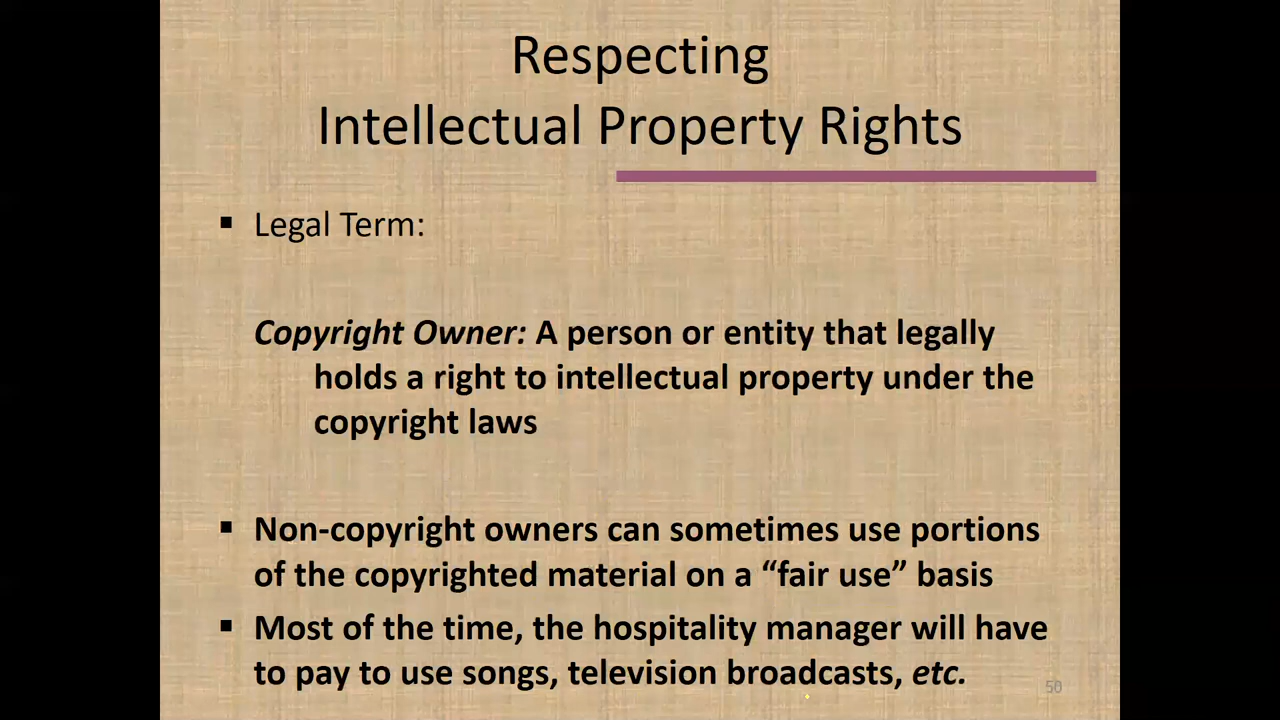 Respecting
Intellectual Property Rights
▪ Legal Term:
Copyright Owner: A person or entity that legally
holds a right to intellectual property under the
copyright laws
▪ Non-copyright owners can sometimes use portions
of the copyrighted material on a “fair use” basis
▪ Most of the time, the hospitality manager will have
to pay to use songs, television broadcasts, etc.
50